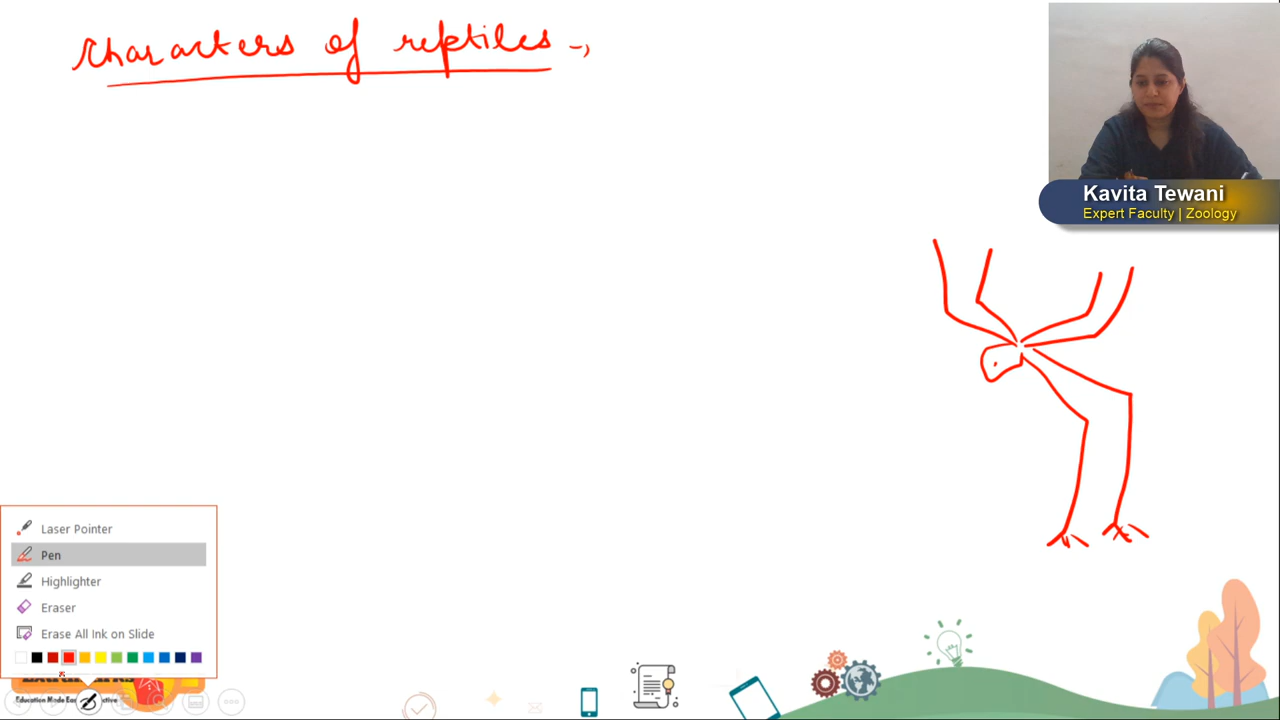 Characters of reptiles →
Kavita Tewani
Expert Faculty | Zoology
Laser Pointer
Pen
Highlighter
Eraser
Erase All Ink on Slide